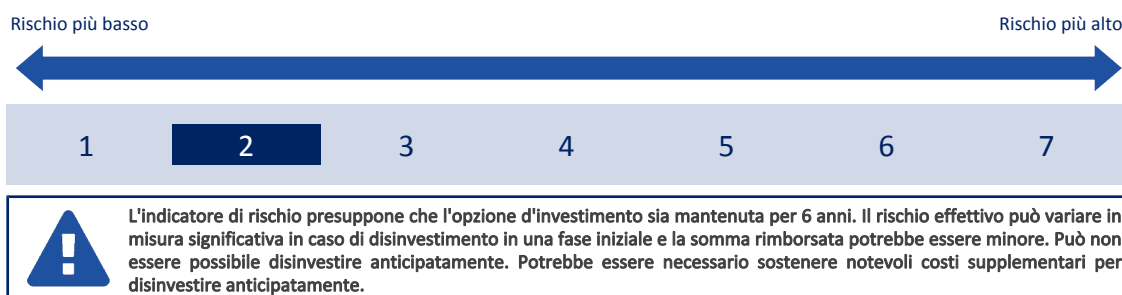 Rischio più basso Rischio più alto
1 2 3 4 5 6 7
L'indicatore di rischio presuppone che l'opzione d'investimento sia mantenuta per 6 anni. Il rischio effettivo può variare in
misura significativa in caso di disinvestimento in una fase iniziale e la somma rimborsata potrebbe essere minore. Può non
essere possibile disinvestire anticipatamente. Potrebbe essere necessario sostenere notevoli costi supplementari per
disinvestire anticipatamente.